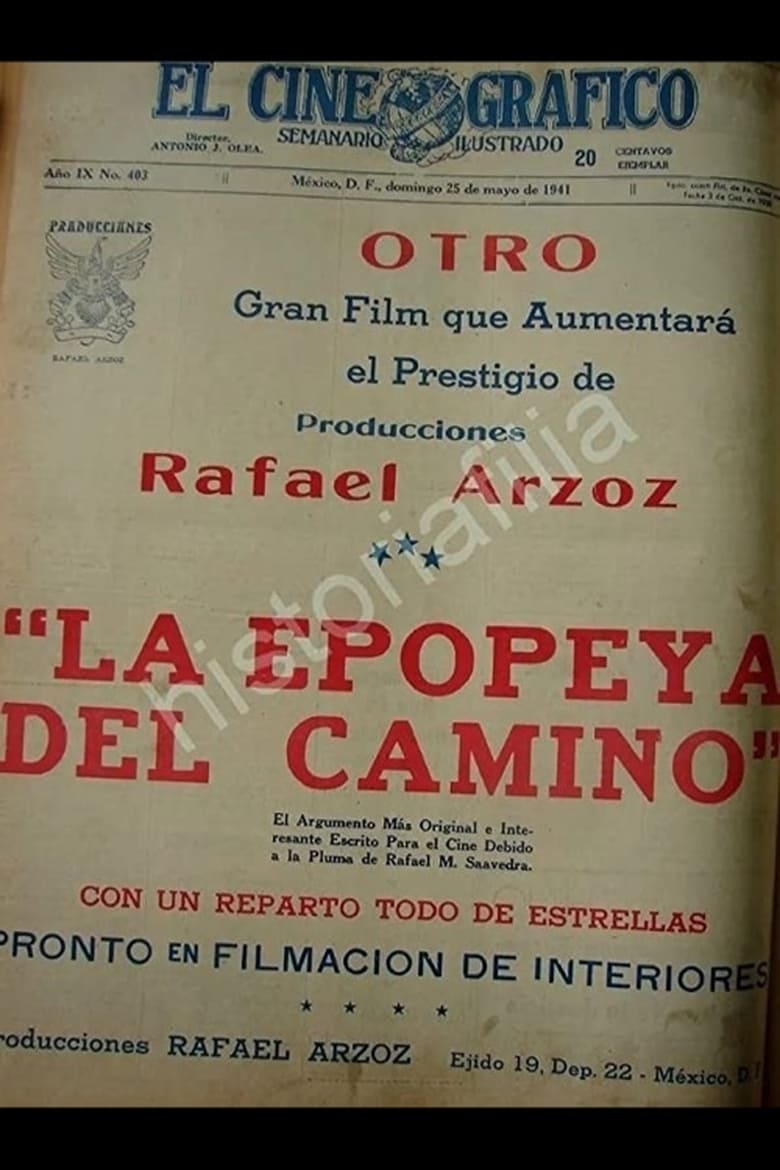 EL CINE GRAFICO
Director,
ANTONIO J. OLEA.
SEMANARIO ILUSTRADO
20 CENTAVOS
EJEMPLAR
Año IX No. 403
México, D. F., domingo 25 de mayo de 1941
PRODUCCIONES
RAFAEL ARZOZ
OTRO
Gran Film que Aumentará
el Prestigio de
Producciones
Rafael Arzoz
"LA EPOPEYA
DEL CAMINO"
El Argumento Más Original e Inte-
resante Escrito Para el Cine Debido
a la Pluma de Rafael M. Saavedra.
CON UN REPARTO TODO DE ESTRELLAS
PRONTO EN FILMACION DE INTERIORES
roducciones RAFAEL ARZOZ Ejido 19, Dep. 22 - México, D. F.
historiafilia